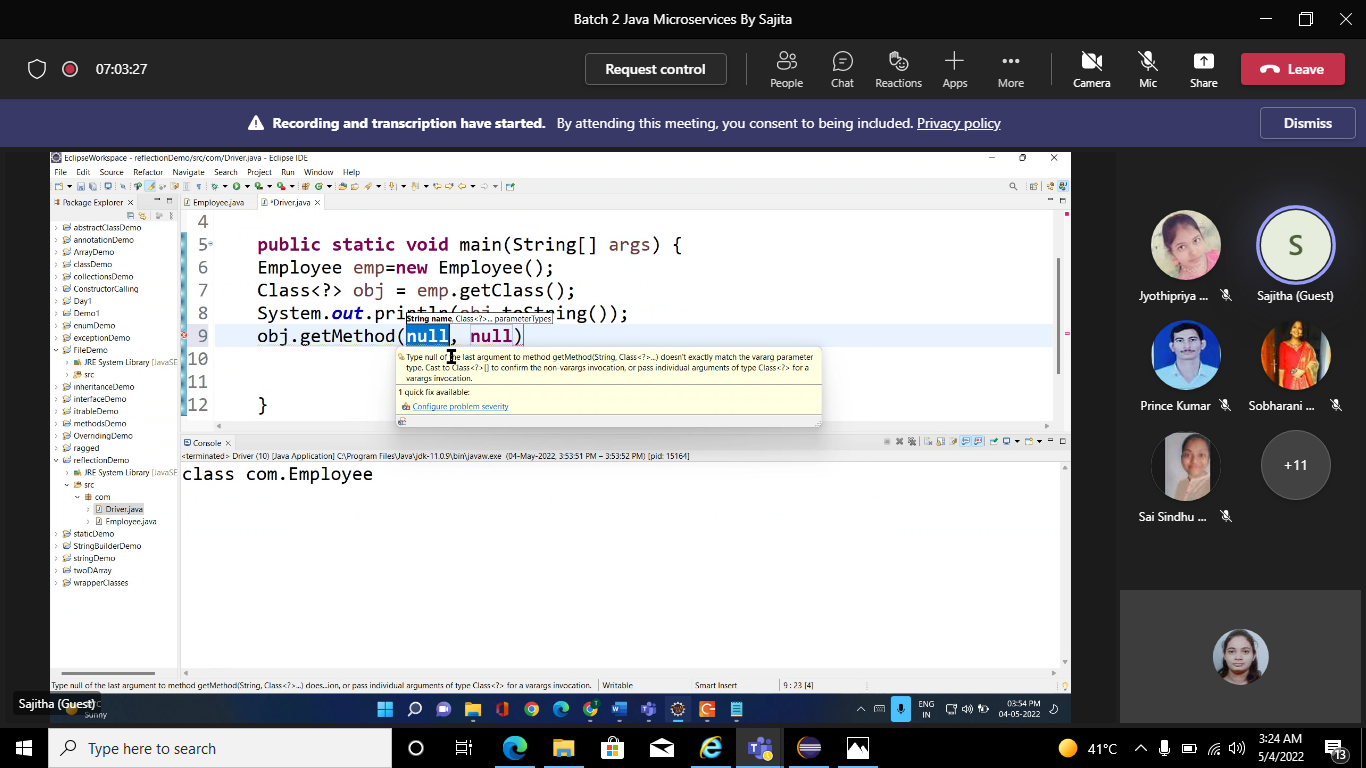 Batch 2 Java Microservices By Sajita
07:03:27
Request control
People
Chat
Reactions
Apps
More
Camera
Mic
Share
Leave
Recording and transcription have started. By attending this meeting, you consent to being included. Privacy policy
Dismiss
EclipseWorkspace - reflectionDemo/src/com/Driver.java - Eclipse IDE
File Edit Source Refactor Navigate Search Project Run Window Help
Package Explorer
Employee.java
*Driver.java
abstractClassDemo
annotationDemo
ArrayDemo
classDemo
collectionsDemo
ConstructorCalling
Day1
Demo1
enumDemo
exceptionDemo
FileDemo
JRE System Library [JavaSE
src
inheritanceDemo
interfaceDemo
itrableDemo
methodsDemo
OverridingDemo
ragged
reflectionDemo
JRE System Library [JavaSE
src
com
Driver.java
Employee.java
staticDemo
StringBuilderDemo
stringDemo
twoDArray
wrapperClasses
4
5 public static void main(String[] args) {
6 Employee emp=new Employee();
7 Class<?> obj = emp.getClass();
8 System.out.println(obj.toString());
String name, Class<?>... parameterTypes
9 obj.getMethod(null, null)
10
11
12 }
Type null of the last argument to method getMethod(String, Class<?>...) doesn't exactly match the vararg parameter
type. Cast to Class<?>[] to confirm the non-varargs invocation, or pass individual arguments of type Class<?> for a
varargs invocation.
1 quick fix available:
Configure problem severity
Console
<terminated> Driver (10) [Java Application] C:\Program Files\Java\jdk-11.0.9\bin\javaw.exe (04-May-2022, 3:53:51 PM – 3:53:52 PM) [pid: 15164]
class com.Employee
Type null of the last argument to method getMethod(String, Class<?>...) does...ion, or pass individual arguments of type Class<?> for a varargs invocation.
Writable
Smart Insert
9 : 23 [4]
Sajitha (Guest)
Sunny
ENG
IN
03:54 PM
04-05-2022
Jyothipriya ...
S
Sajitha (Guest)
Prince Kumar
Sobharani ...
Sai Sindhu ...
+11
Type here to search
41°C
3:24 AM
5/4/2022
13